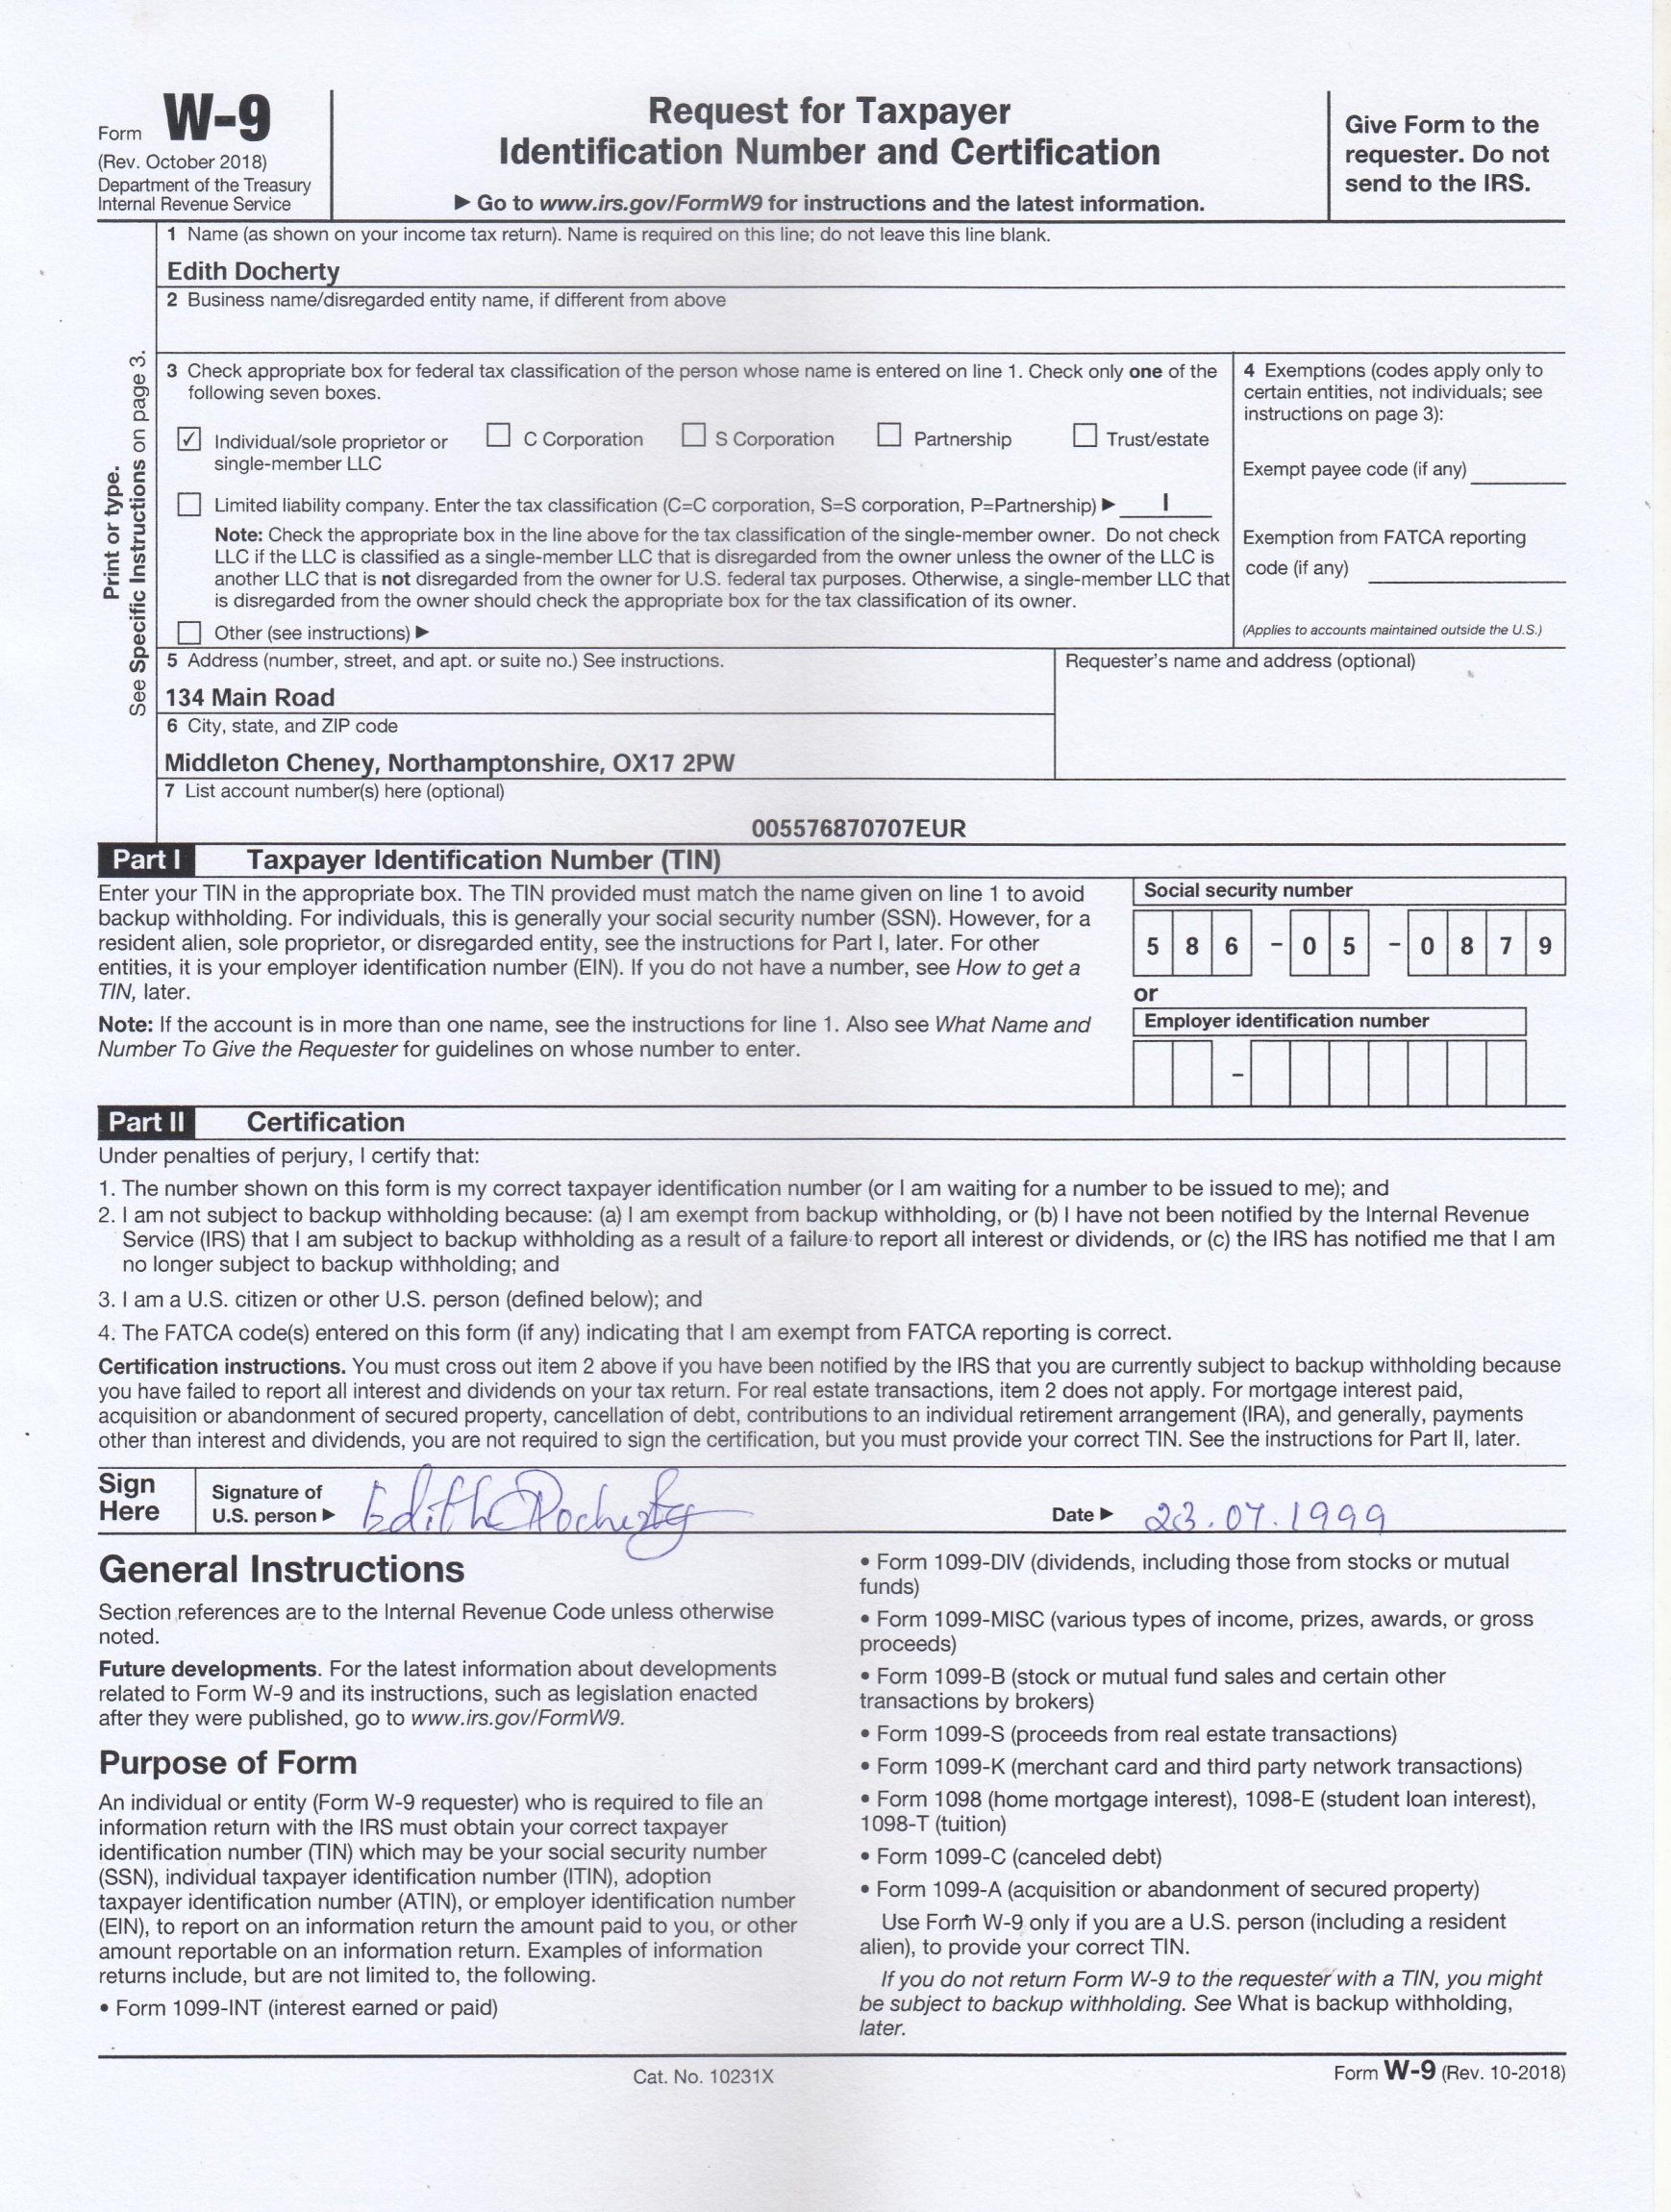 Form W-9
(Rev. October 2018)
Department of the Treasury
Internal Revenue Service
Request for Taxpayer
Identification Number and Certification
▶ Go to www.irs.gov/FormW9 for instructions and the latest information.
Give Form to the
requester. Do not
send to the IRS.
Print or type.
See Specific Instructions on page 3.
1 Name (as shown on your income tax return). Name is required on this line; do not leave this line blank.
Edith Docherty
2 Business name/disregarded entity name, if different from above
3 Check appropriate box for federal tax classification of the person whose name is entered on line 1. Check only one of the
following seven boxes.
☑ Individual/sole proprietor or
single-member LLC
☐ C Corporation ☐ S Corporation ☐ Partnership ☐ Trust/estate
☐ Limited liability company. Enter the tax classification (C=C corporation, S=S corporation, P=Partnership) ▶ I
Note: Check the appropriate box in the line above for the tax classification of the single-member owner. Do not check
LLC if the LLC is classified as a single-member LLC that is disregarded from the owner unless the owner of the LLC is
another LLC that is not disregarded from the owner for U.S. federal tax purposes. Otherwise, a single-member LLC that
is disregarded from the owner should check the appropriate box for the tax classification of its owner.
☐ Other (see instructions) ▶
4 Exemptions (codes apply only to
certain entities, not individuals; see
instructions on page 3):
Exempt payee code (if any)
Exemption from FATCA reporting
code (if any)
(Applies to accounts maintained outside the U.S.)
5 Address (number, street, and apt. or suite no.) See instructions.
134 Main Road
6 City, state, and ZIP code
Middleton Cheney, Northamptonshire, OX17 2PW
Requester's name and address (optional)
7 List account number(s) here (optional)
005576870707EUR
Part I Taxpayer Identification Number (TIN)
Enter your TIN in the appropriate box. The TIN provided must match the name given on line 1 to avoid
backup withholding. For individuals, this is generally your social security number (SSN). However, for a
resident alien, sole proprietor, or disregarded entity, see the instructions for Part I, later. For other
entities, it is your employer identification number (EIN). If you do not have a number, see How to get a
TIN, later.
Note: If the account is in more than one name, see the instructions for line 1. Also see What Name and
Number To Give the Requester for guidelines on whose number to enter.
Social security number
5 8 6 - 0 5 - 0 8 7 9
or
Employer identification number
-
Part II Certification
Under penalties of perjury, I certify that:
1. The number shown on this form is my correct taxpayer identification number (or I am waiting for a number to be issued to me); and
2. I am not subject to backup withholding because: (a) I am exempt from backup withholding, or (b) I have not been notified by the Internal Revenue
Service (IRS) that I am subject to backup withholding as a result of a failure to report all interest or dividends, or (c) the IRS has notified me that I am
no longer subject to backup withholding; and
3. I am a U.S. citizen or other U.S. person (defined below); and
4. The FATCA code(s) entered on this form (if any) indicating that I am exempt from FATCA reporting is correct.
Certification instructions. You must cross out item 2 above if you have been notified by the IRS that you are currently subject to backup withholding because
you have failed to report all interest and dividends on your tax return. For real estate transactions, item 2 does not apply. For mortgage interest paid,
acquisition or abandonment of secured property, cancellation of debt, contributions to an individual retirement arrangement (IRA), and generally, payments
other than interest and dividends, you are not required to sign the certification, but you must provide your correct TIN. See the instructions for Part II, later.
Sign
Here
Signature of
U.S. person ▶ Edith Docherty
Date ▶ 23.07.1999
General Instructions
Section references are to the Internal Revenue Code unless otherwise
noted.
Future developments. For the latest information about developments
related to Form W-9 and its instructions, such as legislation enacted
after they were published, go to www.irs.gov/FormW9.
Purpose of Form
An individual or entity (Form W-9 requester) who is required to file an
information return with the IRS must obtain your correct taxpayer
identification number (TIN) which may be your social security number
(SSN), individual taxpayer identification number (ITIN), adoption
taxpayer identification number (ATIN), or employer identification number
(EIN), to report on an information return the amount paid to you, or other
amount reportable on an information return. Examples of information
returns include, but are not limited to, the following.
• Form 1099-INT (interest earned or paid)
• Form 1099-DIV (dividends, including those from stocks or mutual
funds)
• Form 1099-MISC (various types of income, prizes, awards, or gross
proceeds)
• Form 1099-B (stock or mutual fund sales and certain other
transactions by brokers)
• Form 1099-S (proceeds from real estate transactions)
• Form 1099-K (merchant card and third party network transactions)
• Form 1098 (home mortgage interest), 1098-E (student loan interest),
1098-T (tuition)
• Form 1099-C (canceled debt)
• Form 1099-A (acquisition or abandonment of secured property)
Use Form W-9 only if you are a U.S. person (including a resident
alien), to provide your correct TIN.
If you do not return Form W-9 to the requester with a TIN, you might
be subject to backup withholding. See What is backup withholding,
later.
Cat. No. 10231X
Form W-9 (Rev. 10-2018)